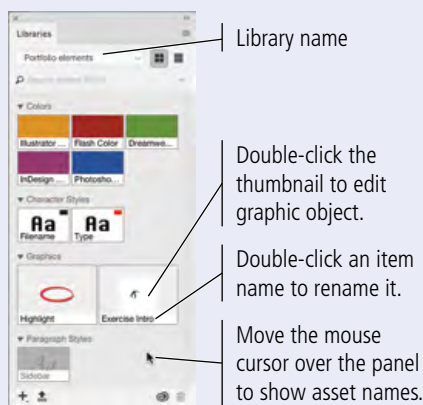 Libraries
Portfolio elements
Library name
Colors
Illustrator ...
Flash Color
Dreamwe...
InDesign ...
Photosho...
Character Styles
Aa
Aa
Filename
Type
Graphics
Highlight
Exercise Intro
Paragraph Styles
Sidebar
Double-click the
thumbnail to edit
graphic object.
Double-click an item
name to rename it.
Move the mouse
cursor over the panel
to show asset names.